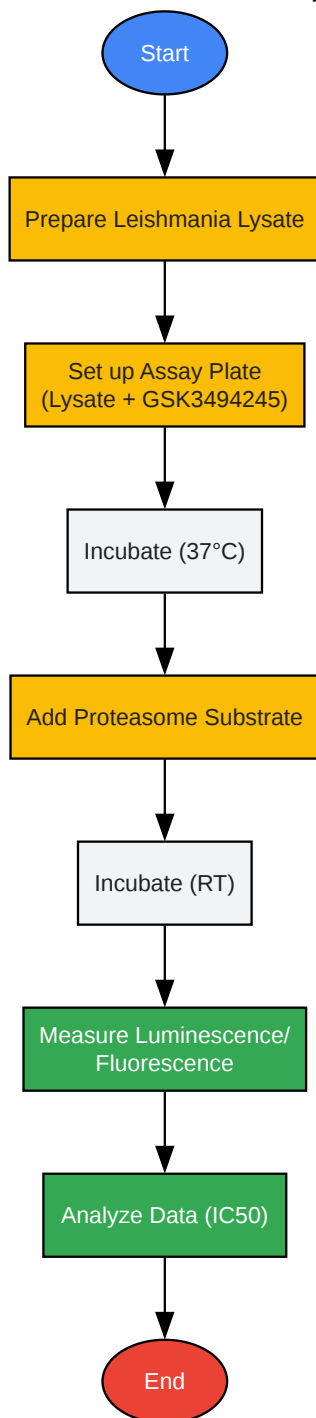 Start
Prepare Leishmania Lysate
Set up Assay Plate
(Lysate + GSK3494245)
Incubate (37°C)
Add Proteasome Substrate
Incubate (RT)
Measure Luminescence/
Fluorescence
Analyze Data (IC50)
End